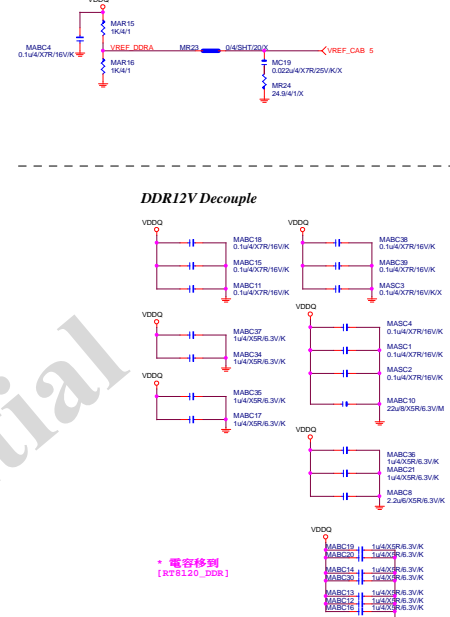 VDDQ
MAR15
1K/4/1
MABC4
0.1u/4/X7R/16V/K
VREF_DDRA
MR23
0/4/SHT/20/X
VREF_CAB 5
MAR16
1K/4/1
MC19
0.022u/4/X7R/25V/K/X
MR24
24.9/4/1/X
DDR12V Decouple
VDDQ
MABC18
0.1u/4/X7R/16V/K
MABC15
0.1u/4/X7R/16V/K
MABC11
0.1u/4/X7R/16V/K
VDDQ
MABC38
0.1u/4/X7R/16V/K
MABC39
0.1u/4/X7R/16V/K
MASC3
0.1u/4/X7R/16V/K/X
VDDQ
MABC37
1u/4/X5R/6.3V/K
MABC34
1u/4/X5R/6.3V/K
VDDQ
MASC4
0.1u/4/X7R/16V/K
MASC1
0.1u/4/X7R/16V/K
MASC2
0.1u/4/X7R/16V/K
MABC10
22u/8/X5R/6.3V/M
VDDQ
MABC35
1u/4/X5R/6.3V/K
MABC17
1u/4/X5R/6.3V/K
VDDQ
MABC36
1u/4/X5R/6.3V/K
MABC21
1u/4/X5R/6.3V/K
MABC8
2.2u/6/X5R/6.3V/K
VDDQ
MABC19 1u/4/X5R/6.3V/K
MABC20 1u/4/X5R/6.3V/K
MABC14 1u/4/X5R/6.3V/K
MABC30 1u/4/X5R/6.3V/K
MABC13 1u/4/X5R/6.3V/K
MABC12 1u/4/X5R/6.3V/K
MABC16 1u/4/X5R/6.3V/K
* 電容移到
[RT8120_DDR]
tial